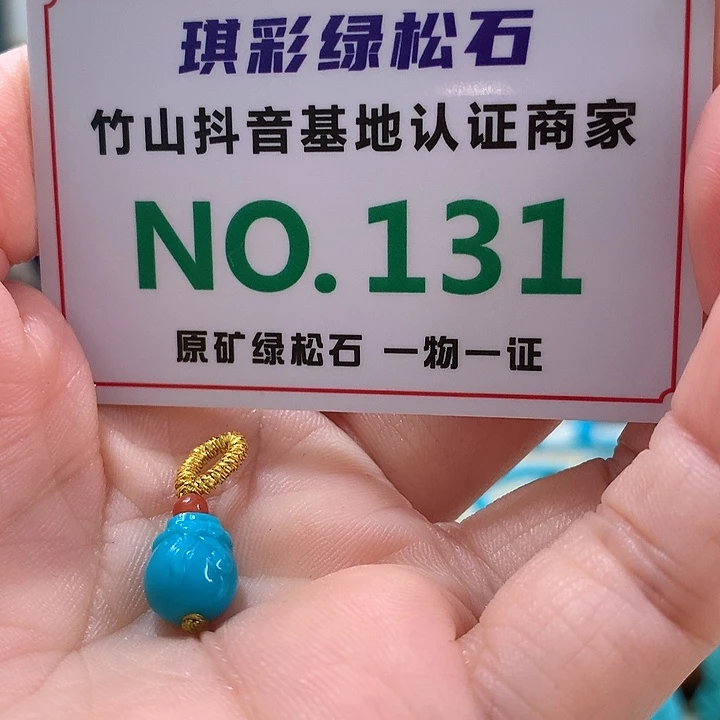 琪彩绿松石
竹山抖音基地认证商家
NO.131
原矿绿松石 一物一证